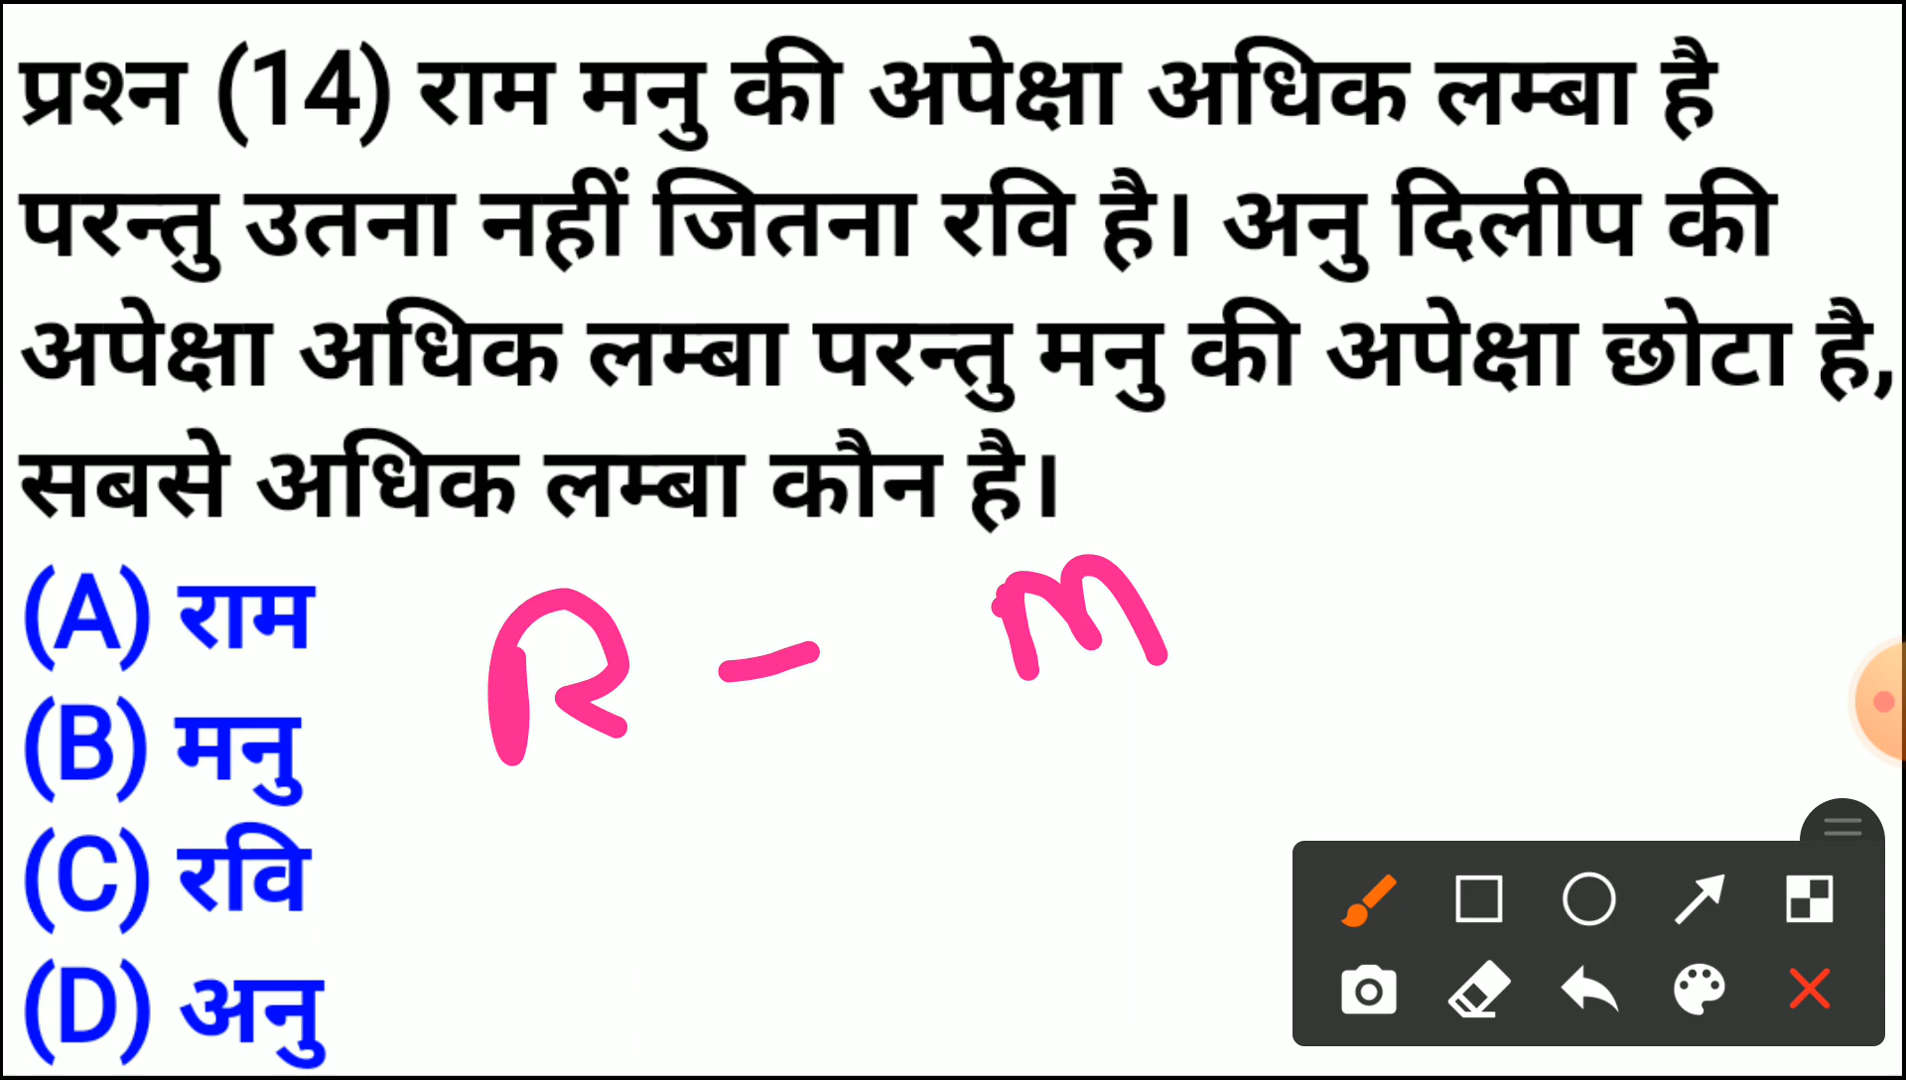 प्रश्न (14) राम मनु की अपेक्षा अधिक लम्बा है
परन्तु उतना नहीं जितना रवि है। अनु दिलीप की
अपेक्षा अधिक लम्बा परन्तु मनु की अपेक्षा छोटा है,
सबसे अधिक लम्बा कौन है।
(A) राम
R - M
(B) मनु
(C) रवि
(D) अनु